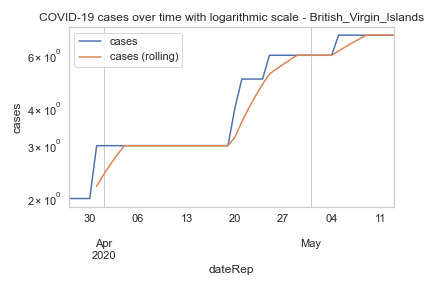 COVID-19 cases over time with logarithmic scale - British_Virgin_Islands
cases
cases (rolling)
6 × 10⁰
4 × 10⁰
3 × 10⁰
2 × 10⁰
cases
30 06 13 20 27 04 11
Apr May
2020
dateRep